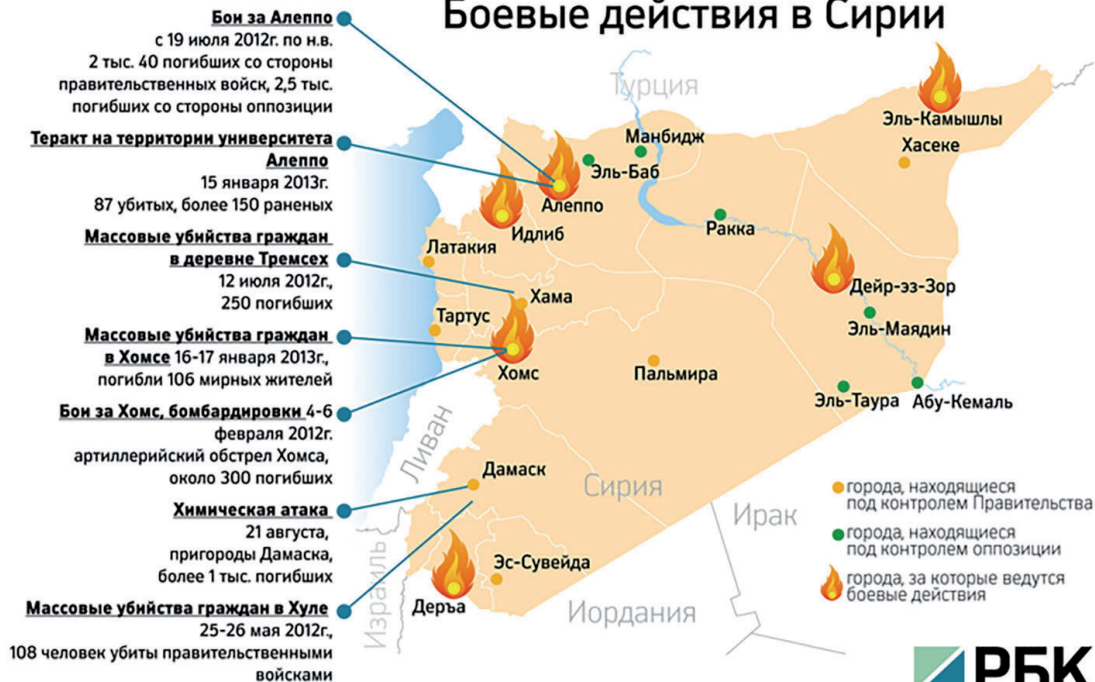 Боевые действия в Сирии
Бои за Алеппо
с 19 июля 2012г. по н.в.
2 тыс. 40 погибших со стороны
правительственных войск, 2,5 тыс.
погибших со стороны оппозиции
Теракт на территории университета
Алеппо
15 января 2013г.
87 убитых, более 150 раненых
Массовые убийства граждан
в деревне Тремсех
12 июля 2012г.,
250 погибших
Массовые убийства граждан
в Хомсе 16-17 января 2013г.,
погибли 106 мирных жителей
Бои за Хомс, бомбардировки 4-6
февраля 2012г.
артиллерийский обстрел Хомса,
около 300 погибших
Химическая атака
21 августа,
пригороды Дамаска,
более 1 тыс. погибших
Массовые убийства граждан в Хуле
25-26 мая 2012г.,
108 человек убиты правительственными
войсками
Турция
Эль-Камышлы
Хасеке
Манбидж
Эль-Баб
Алеппо
Идлиб
Ракка
Латакия
Дейр-эз-Зор
Хама
Тартус
Эль-Маядин
Хомс
Пальмира
Эль-Таура
Абу-Кемаль
Ливан
Дамаск
Сирия
Ирак
Израиль
Эс-Сувейда
Деръа
Иордания
города, находящиеся
под контролем Правительства
города, находящиеся
под контролем оппозиции
города, за которые ведутся
боевые действия
РБК